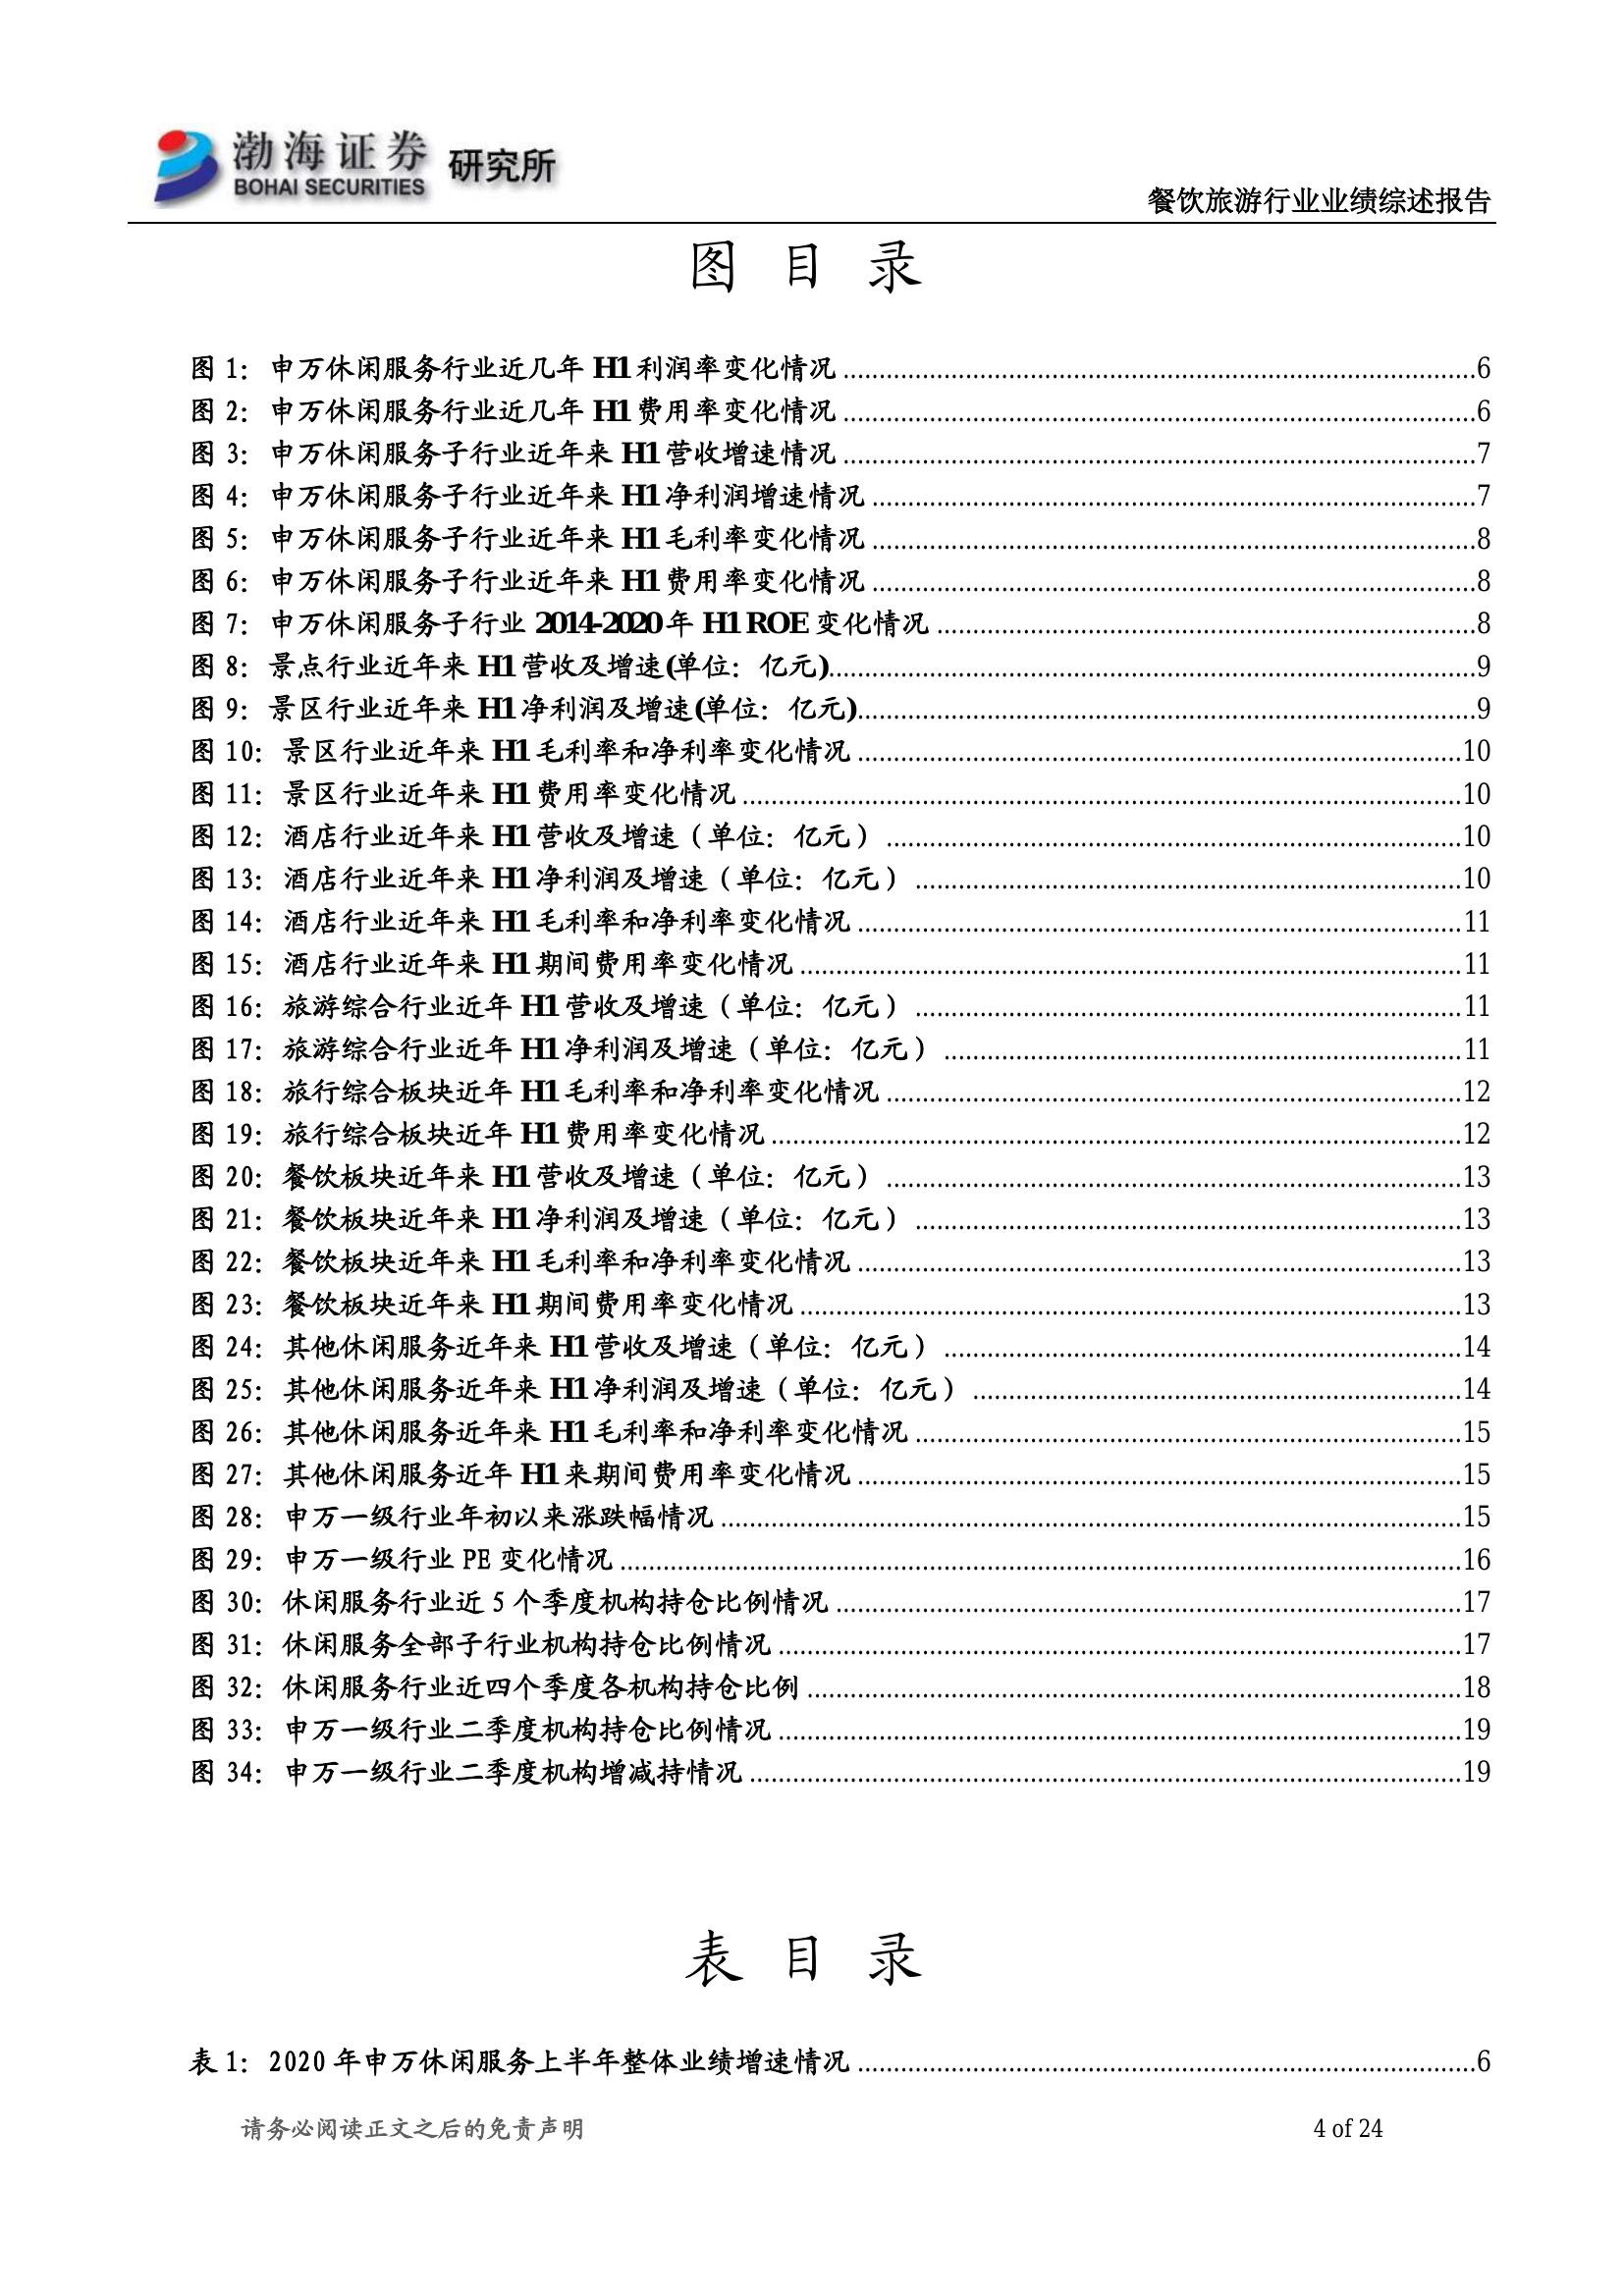 渤海证券 研究所
BOHAI SECURITIES
餐饮旅游行业业绩综述报告
图 目 录
图 1：申万休闲服务行业近几年 H1 利润率变化情况........6
图 2：申万休闲服务行业近几年 H1 费用率变化情况........6
图 3：申万休闲服务子行业近年来 H1 营收增速情况........7
图 4：申万休闲服务子行业近年来 H1 净利润增速情况........7
图 5：申万休闲服务子行业近年来 H1 毛利率变化情况........8
图 6：申万休闲服务子行业近年来 H1 费用率变化情况........8
图 7：申万休闲服务子行业 2014-2020 年 H1 ROE 变化情况........8
图 8：景点行业近年来 H1 营收及增速(单位：亿元)........9
图 9：景区行业近年来 H1 净利润及增速(单位：亿元)........9
图 10：景区行业近年来 H1 毛利率和净利率变化情况........10
图 11：景区行业近年来 H1 费用率变化情况........10
图 12：酒店行业近年来 H1 营收及增速（单位：亿元）........10
图 13：酒店行业近年来 H1 净利润及增速（单位：亿元）........10
图 14：酒店行业近年来 H1 毛利率和净利率变化情况........11
图 15：酒店行业近年来 H1 期间费用率变化情况........11
图 16：旅游综合行业近年 H1 营收及增速（单位：亿元）........11
图 17：旅游综合行业近年 H1 净利润及增速（单位：亿元）........11
图 18：旅行综合板块近年 H1 毛利率和净利率变化情况........12
图 19：旅行综合板块近年 H1 费用率变化情况........12
图 20：餐饮板块近年来 H1 营收及增速（单位：亿元）........13
图 21：餐饮板块近年来 H1 净利润及增速（单位：亿元）........13
图 22：餐饮板块近年来 H1 毛利率和净利率变化情况........13
图 23：餐饮板块近年来 H1 期间费用率变化情况........13
图 24：其他休闲服务近年来 H1 营收及增速（单位：亿元）........14
图 25：其他休闲服务近年来 H1 净利润及增速（单位：亿元）........14
图 26：其他休闲服务近年来 H1 毛利率和净利率变化情况........15
图 27：其他休闲服务近年 H1 来期间费用率变化情况........15
图 28：申万一级行业年初以来涨跌幅情况........15
图 29：申万一级行业 PE 变化情况........16
图 30：休闲服务行业近 5 个季度机构持仓比例情况........17
图 31：休闲服务全部子行业机构持仓比例情况........17
图 32：休闲服务行业近四个季度各机构持仓比例........18
图 33：申万一级行业二季度机构持仓比例情况........19
图 34：申万一级行业二季度机构增减持情况........19
表 目 录
表 1：2020 年申万休闲服务上半年整体业绩增速情况........6
请务必阅读正文之后的免责声明 4 of 24